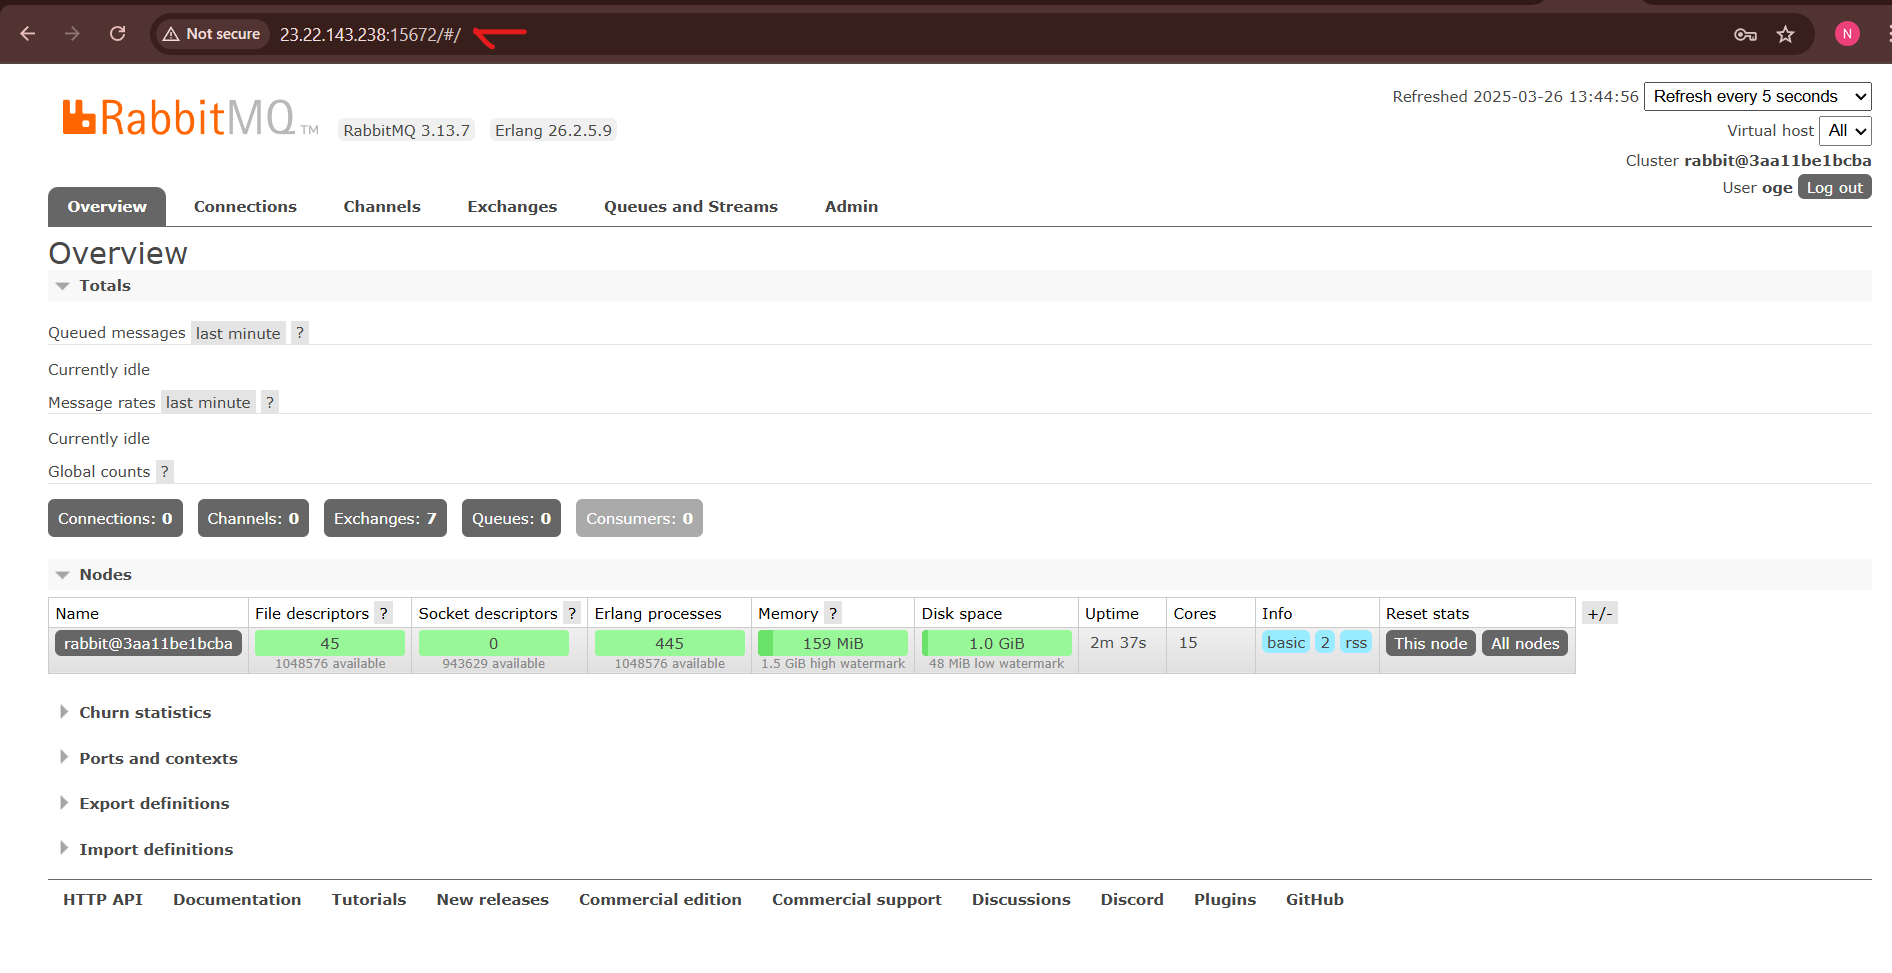 Not secure 23.22.143.238:15672/#/ N
RabbitMQ TM RabbitMQ 3.13.7 Erlang 26.2.5.9
Refreshed 2025-03-26 13:44:56 Refresh every 5 seconds
Virtual host All
Cluster rabbit@3aa11be1bcba
User oge Log out
Overview Connections Channels Exchanges Queues and Streams Admin
Overview
Totals
Queued messages last minute ?
Currently idle
Message rates last minute ?
Currently idle
Global counts ?
Connections: 0 Channels: 0 Exchanges: 7 Queues: 0 Consumers: 0
Nodes
Name File descriptors ? Socket descriptors ? Erlang processes Memory ? Disk space Uptime Cores Info Reset stats +/-
rabbit@3aa11be1bcba 45 0 445 159 MiB 1.0 GiB 2m 37s 15 basic 2 rss This node All nodes
1048576 available 943629 available 1048576 available 1.5 GiB high watermark 48 MiB low watermark
Churn statistics
Ports and contexts
Export definitions
Import definitions
HTTP API Documentation Tutorials New releases Commercial edition Commercial support Discussions Discord Plugins GitHub